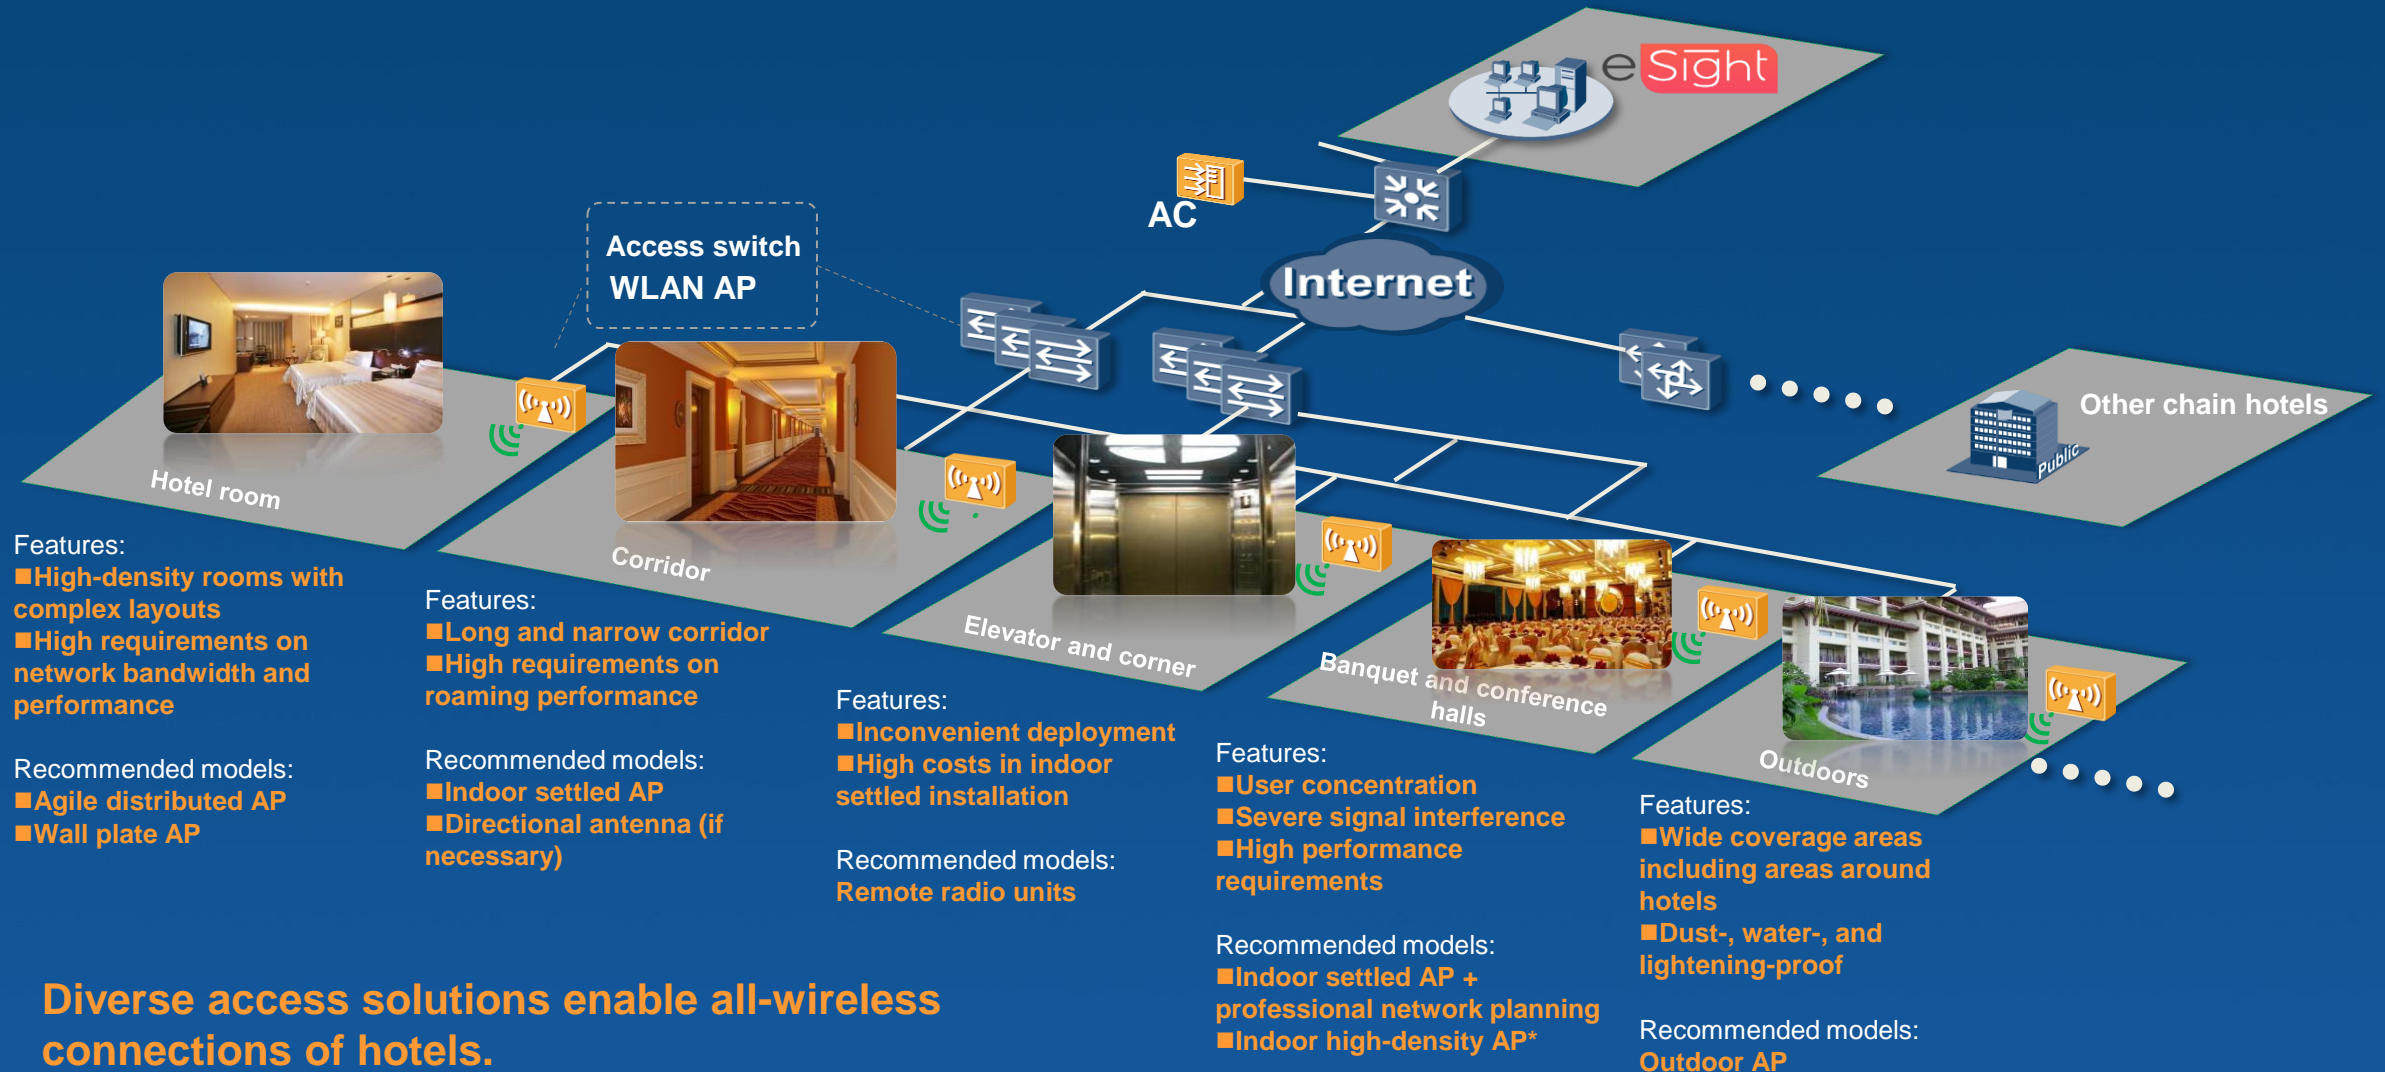 eSight
AC
Access switch
WLAN AP
Internet
Other chain hotels
Public
Hotel room
Corridor
Elevator and corner
Banquet and conference
halls
Outdoors
Features:
■High-density rooms with
complex layouts
■High requirements on
network bandwidth and
performance
Recommended models:
■Agile distributed AP
■Wall plate AP
Features:
■Long and narrow corridor
■High requirements on
roaming performance
Recommended models:
■Indoor settled AP
■Directional antenna (if
necessary)
Features:
■Inconvenient deployment
■High costs in indoor
settled installation
Recommended models:
Remote radio units
Features:
■User concentration
■Severe signal interference
■High performance
requirements
Recommended models:
■Indoor settled AP +
professional network planning
■Indoor high-density AP*
Features:
■Wide coverage areas
including areas around
hotels
■Dust-, water-, and
lightening-proof
Recommended models:
Outdoor AP
Diverse access solutions enable all-wireless
connections of hotels.